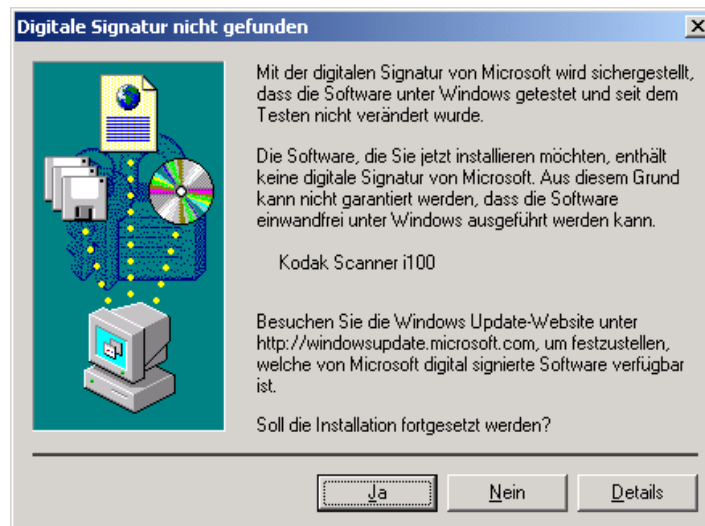 Digitale Signatur nicht gefunden
Mit der digitalen Signatur von Microsoft wird sichergestellt,
dass die Software unter Windows getestet und seit dem
Testen nicht verändert wurde.
Die Software, die Sie jetzt installieren möchten, enthält
keine digitale Signatur von Microsoft. Aus diesem Grund
kann nicht garantiert werden, dass die Software
einwandfrei unter Windows ausgeführt werden kann.
Kodak Scanner i100
Besuchen Sie die Windows Update-Website unter
http://windowsupdate.microsoft.com, um festzustellen,
welche von Microsoft digital signierte Software verfügbar
ist.
Soll die Installation fortgesetzt werden?
Ja Nein Details